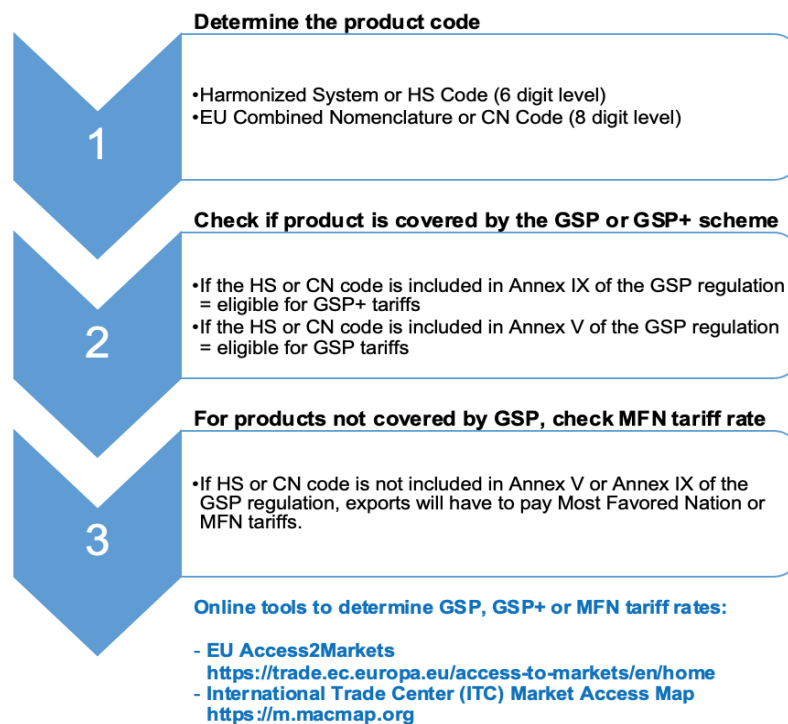 Determine the product code
1
•Harmonized System or HS Code (6 digit level)
•EU Combined Nomenclature or CN Code (8 digit level)
Check if product is covered by the GSP or GSP+ scheme
2
•If the HS or CN code is included in Annex IX of the GSP regulation
= eligible for GSP+ tariffs
•If the HS or CN code is included in Annex V of the GSP regulation
= eligible for GSP tariffs
For products not covered by GSP, check MFN tariff rate
3
•If HS or CN code is not included in Annex V or Annex IX of the
GSP regulation, exports will have to pay Most Favored Nation or
MFN tariffs.
Online tools to determine GSP, GSP+ or MFN tariff rates:
- EU Access2Markets
https://trade.ec.europa.eu/access-to-markets/en/home
- International Trade Center (ITC) Market Access Map
https://m.macmap.org